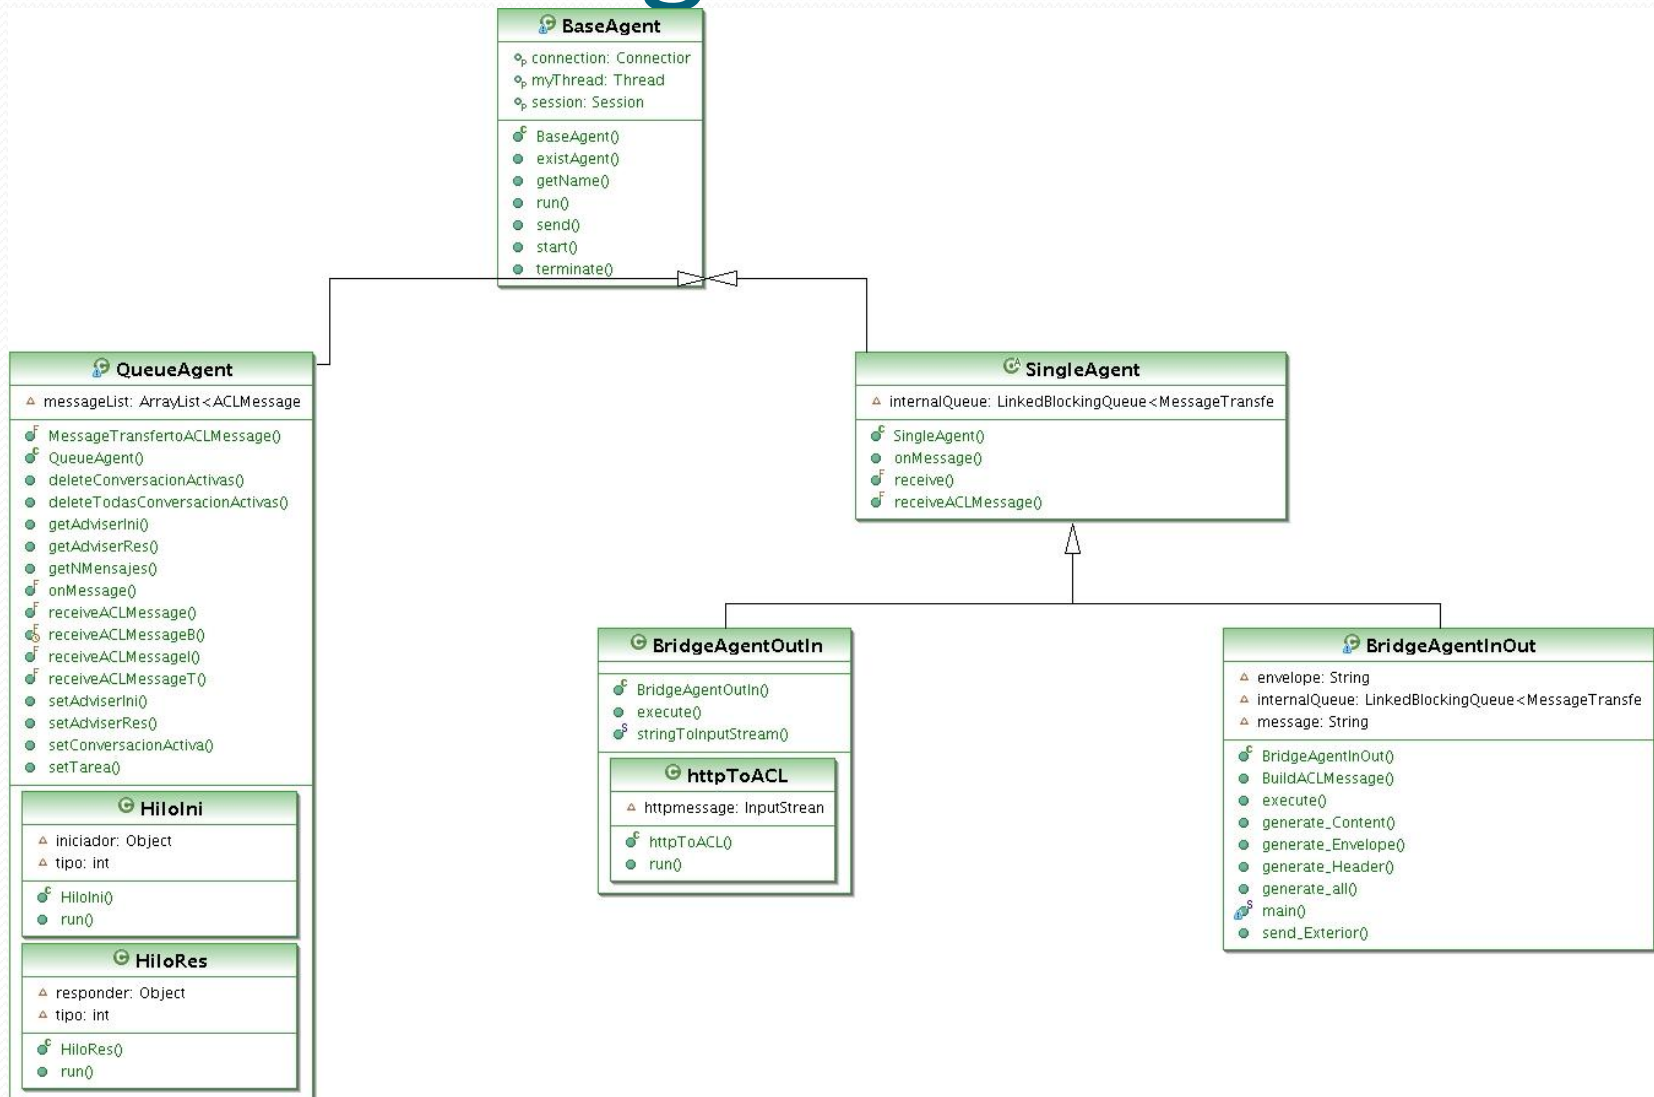 BaseAgent
connection: Connection
myThread: Thread
session: Session
BaseAgent()
existAgent()
getName()
run()
send()
start()
terminate()
QueueAgent
messageList: ArrayList<ACLMessage
MessageTransfertoACLMessage()
QueueAgent()
deleteConversacionActivas()
deleteTodasConversacionActivas()
getAdviserIni()
getAdviserRes()
getNMensajes()
onMessage()
receiveACLMessage()
receiveACLMessageB()
receiveACLMessageI()
receiveACLMessageT()
setAdviserIni()
setAdviserRes()
setConversacionActiva()
setTarea()
HiloIni
iniciador: Object
tipo: int
HiloIni()
run()
HiloRes
responder: Object
tipo: int
HiloRes()
run()
SingleAgent
internalQueue: LinkedBlockingQueue<MessageTransfe
SingleAgent()
onMessage()
receive()
receiveACLMessage()
BridgeAgentOutIn
BridgeAgentOutIn()
execute()
stringToInputStream()
httpToACL
httpmessage: InputStrean
httpToACL()
run()
BridgeAgentInOut
envelope: String
internalQueue: LinkedBlockingQueue<MessageTransfe
message: String
BridgeAgentInOut()
BuildACLMessage()
execute()
generate_Content()
generate_Envelope()
generate_Header()
generate_all()
main()
send_Exterior()